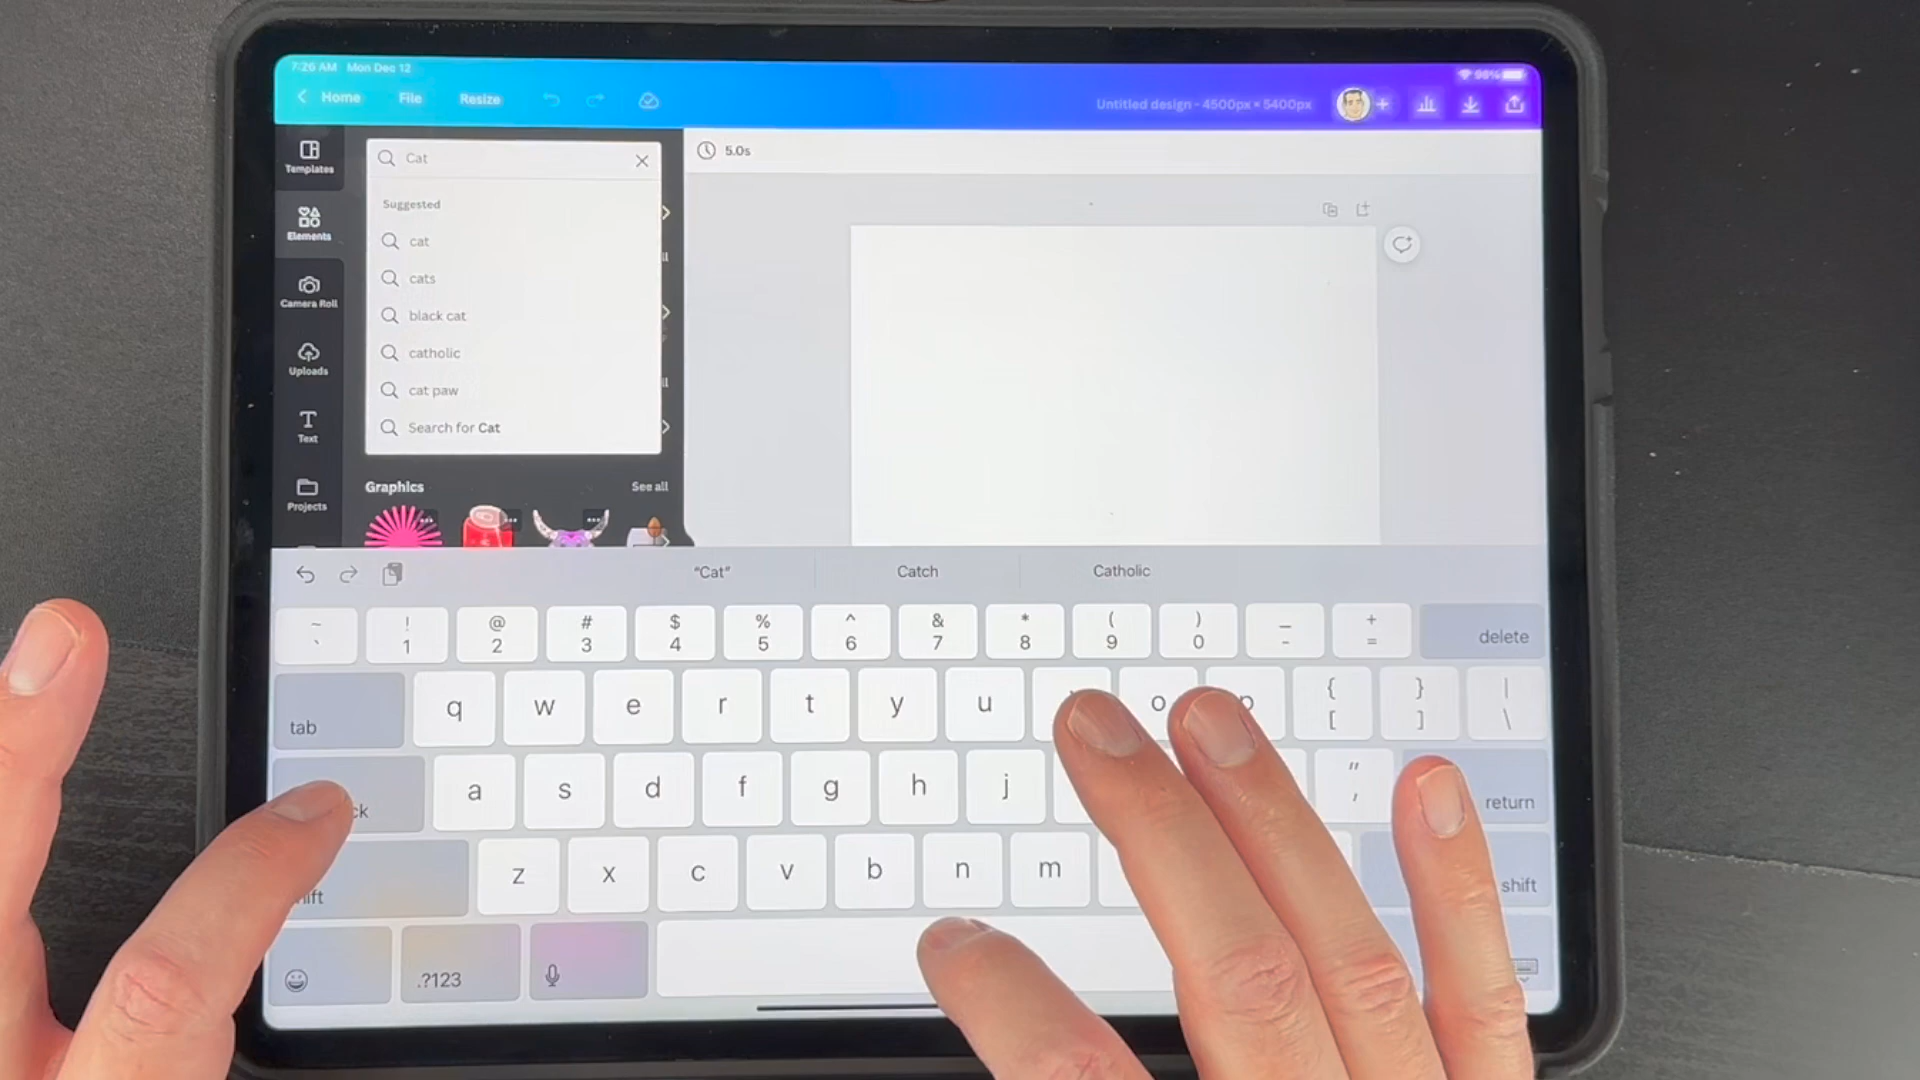 7:26 AM Mon Dec 12
98%
Home File Resize
Untitled design - 4500px × 5400px
Templates
Elements
Camera Roll
Uploads
Text
Projects
Cat
Suggested
cat
cats
black cat
catholic
cat paw
Search for Cat
Graphics See all
5.0s
“Cat” Catch Catholic
~ ! @ # $ % ^ & * ( ) _ +
` 1 2 3 4 5 6 7 8 9 0 - = delete
tab q w e r t y u o p { [ } ] | \
ck a s d f g h j " ' return
z x c v b n m shift
.?123